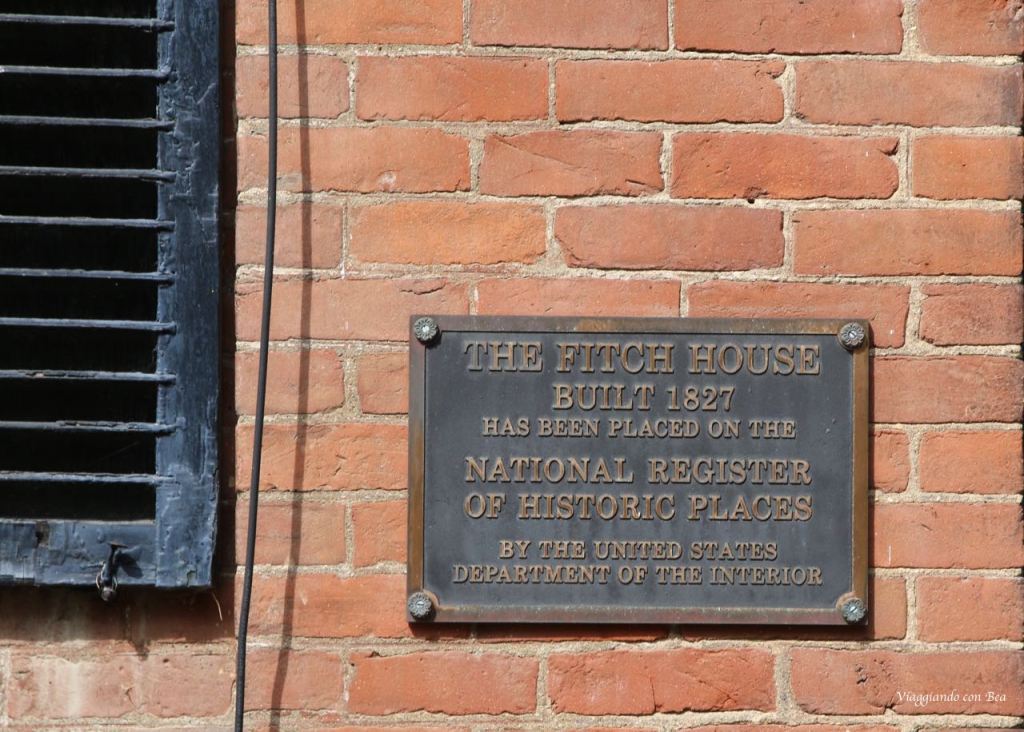 THE FITCH HOUSE
BUILT 1827
HAS BEEN PLACED ON THE
NATIONAL REGISTER
OF HISTORIC PLACES
BY THE UNITED STATES
DEPARTMENT OF THE INTERIOR
Viaggiando con Bea